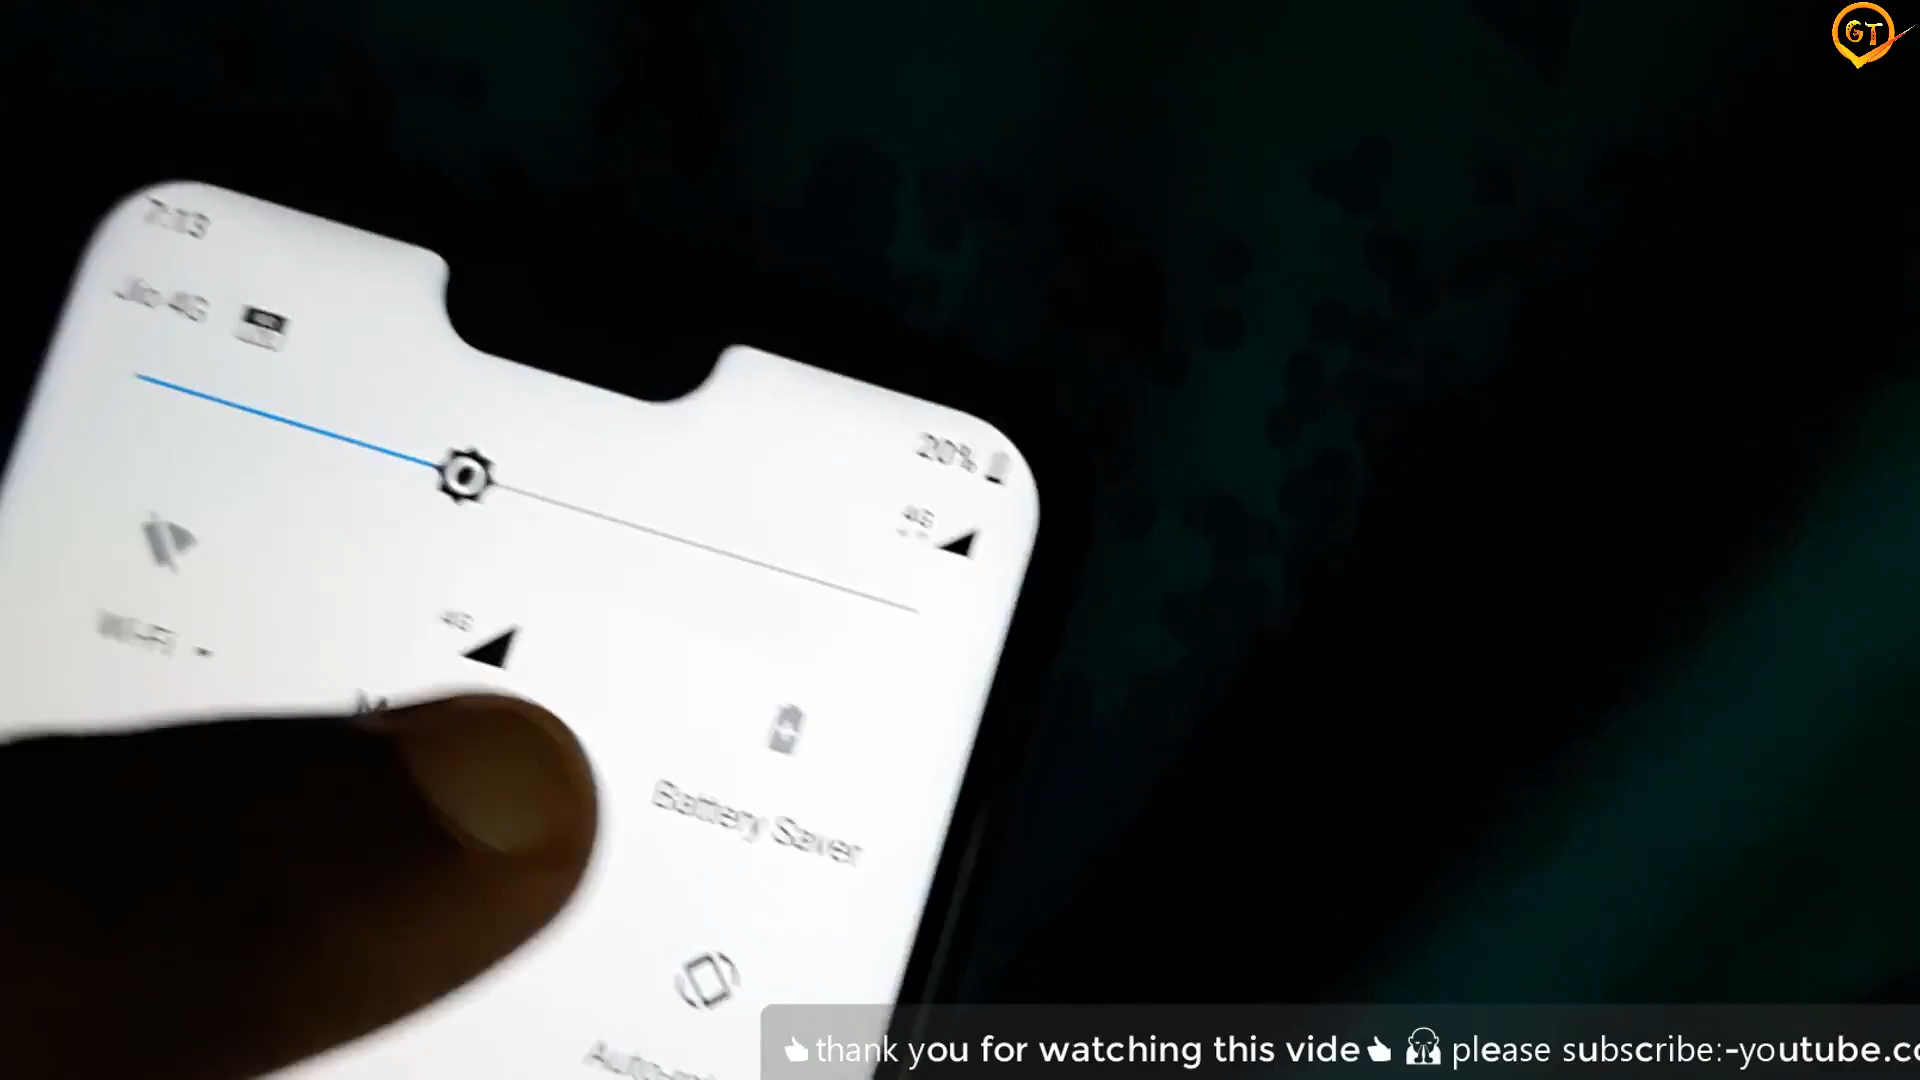 GT
7:13
Jio 4G
20%
4G
Wi-Fi
4G
Battery Saver
thank you for watching this vide please subscribe:-youtube.c